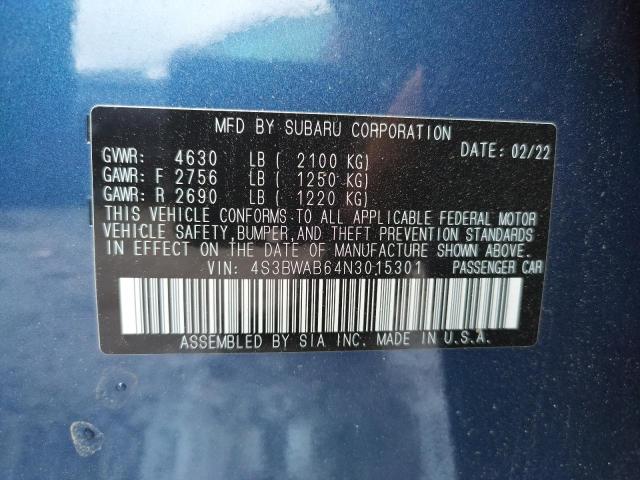 MFD BY SUBARU CORPORATION
DATE: 02/22
GVWR: 4630 LB ( 2100 KG)
GAWR: F 2756 LB ( 1250 KG)
GAWR: R 2690 LB ( 1220 KG)
THIS VEHICLE CONFORMS TO ALL APPLICABLE FEDERAL MOTOR
VEHICLE SAFETY,BUMPER,AND THEFT PREVENTION STANDARDS
IN EFFECT ON THE DATE OF MANUFACTURE SHOWN ABOVE.
VIN: 4S3BWAB64N3015301 PASSENGER CAR
ASSEMBLED BY SIA INC. MADE IN U.S.A.